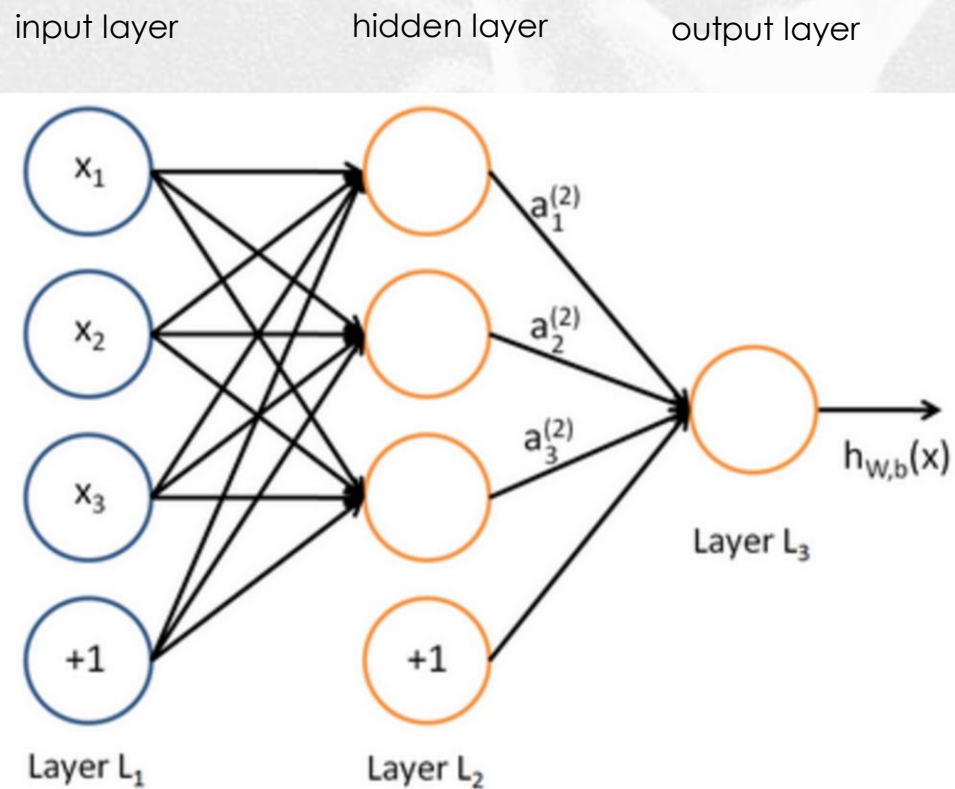 input layer
hidden layer
output layer
x₁
a₁⁽²⁾
x₂
a₂⁽²⁾
x₃
a₃⁽²⁾
h_W,b(x)
Layer L₃
+1
+1
Layer L₁
Layer L₂